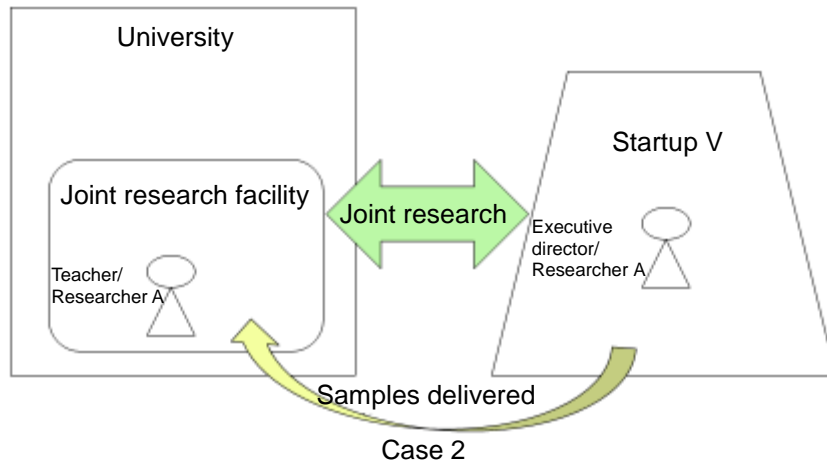 University
Startup V
Joint research facility
Joint research
Teacher/
Researcher A
Executive
director/
Researcher A
Samples delivered
Case 2